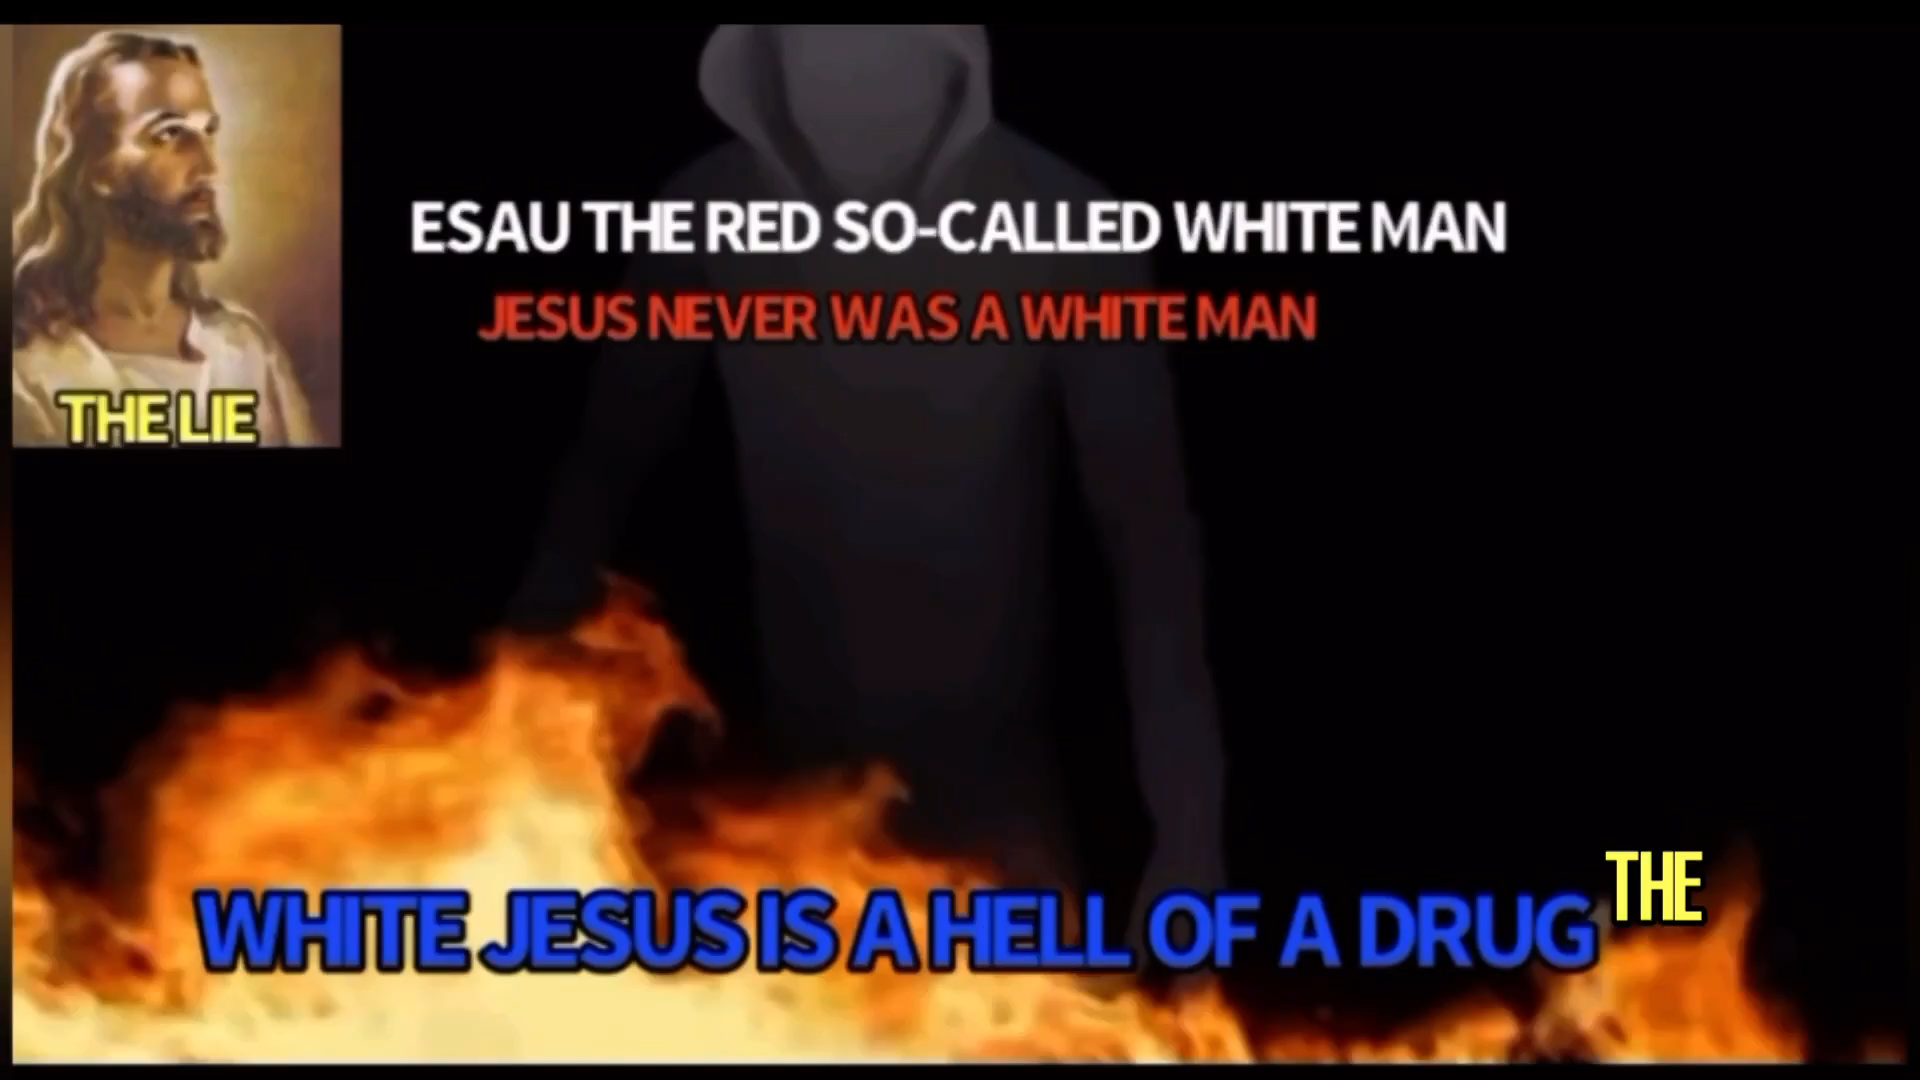 ESAU THE RED SO-CALLED WHITE MAN
JESUS NEVER WAS A WHITE MAN
THE LIE
THE
WHITE JESUS IS A HELL OF A DRUG